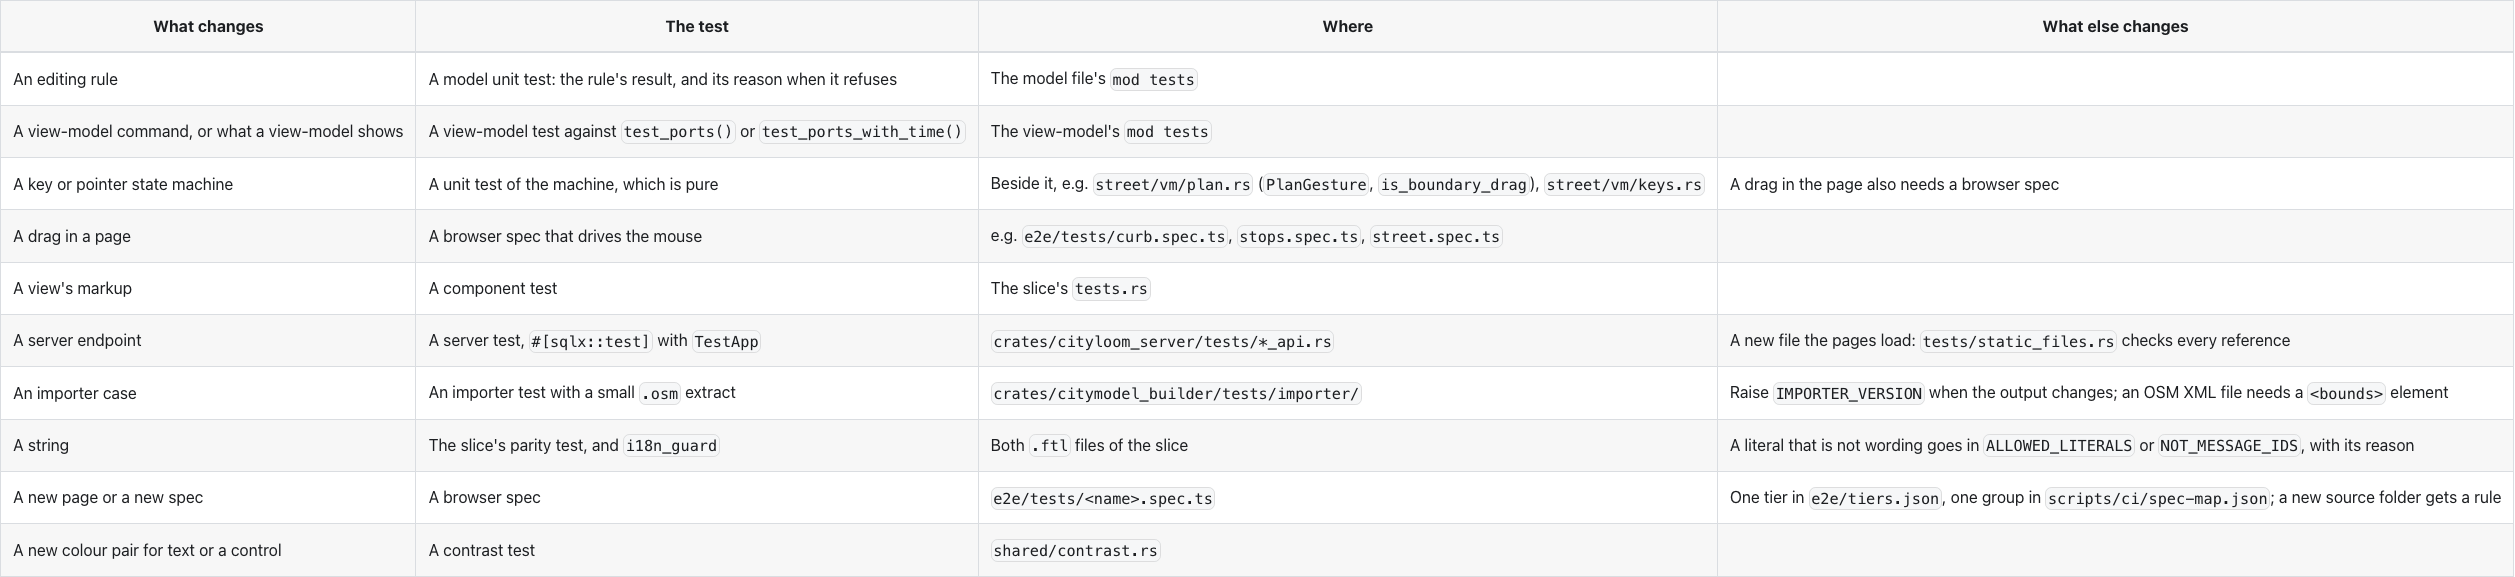 What changes The test Where What else changes
An editing rule A model unit test: the rule's result, and its reason when it refuses The model file's mod tests
A view-model command, or what a view-model shows A view-model test against test_ports() or test_ports_with_time() The view-model's mod tests
A key or pointer state machine A unit test of the machine, which is pure Beside it, e.g. street/vm/plan.rs (PlanGesture, is_boundary_drag), street/vm/keys.rs A drag in the page also needs a browser spec
A drag in a page A browser spec that drives the mouse e.g. e2e/tests/curb.spec.ts, stops.spec.ts, street.spec.ts
A view's markup A component test The slice's tests.rs
A server endpoint A server test, #[sqlx::test] with TestApp crates/cityloom_server/tests/*_api.rs A new file the pages load: tests/static_files.rs checks every reference
An importer case An importer test with a small .osm extract crates/citymodel_builder/tests/importer/ Raise IMPORTER_VERSION when the output changes; an OSM XML file needs a <bounds> element
A string The slice's parity test, and i18n_guard Both .ftl files of the slice A literal that is not wording goes in ALLOWED_LITERALS or NOT_MESSAGE_IDS, with its reason
A new page or a new spec A browser spec e2e/tests/<name>.spec.ts One tier in e2e/tiers.json, one group in scripts/ci/spec-map.json; a new source folder gets a rule
A new colour pair for text or a control A contrast test shared/contrast.rs